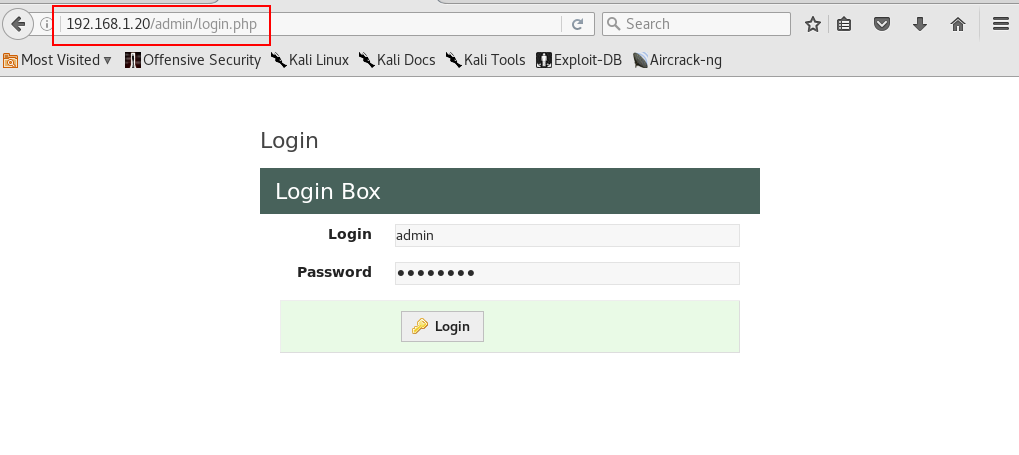 192.168.1.20/admin/login.php Search
Most Visited Offensive Security Kali Linux Kali Docs Kali Tools Exploit-DB Aircrack-ng
Login
Login Box
Login admin
Password ••••••••
Login